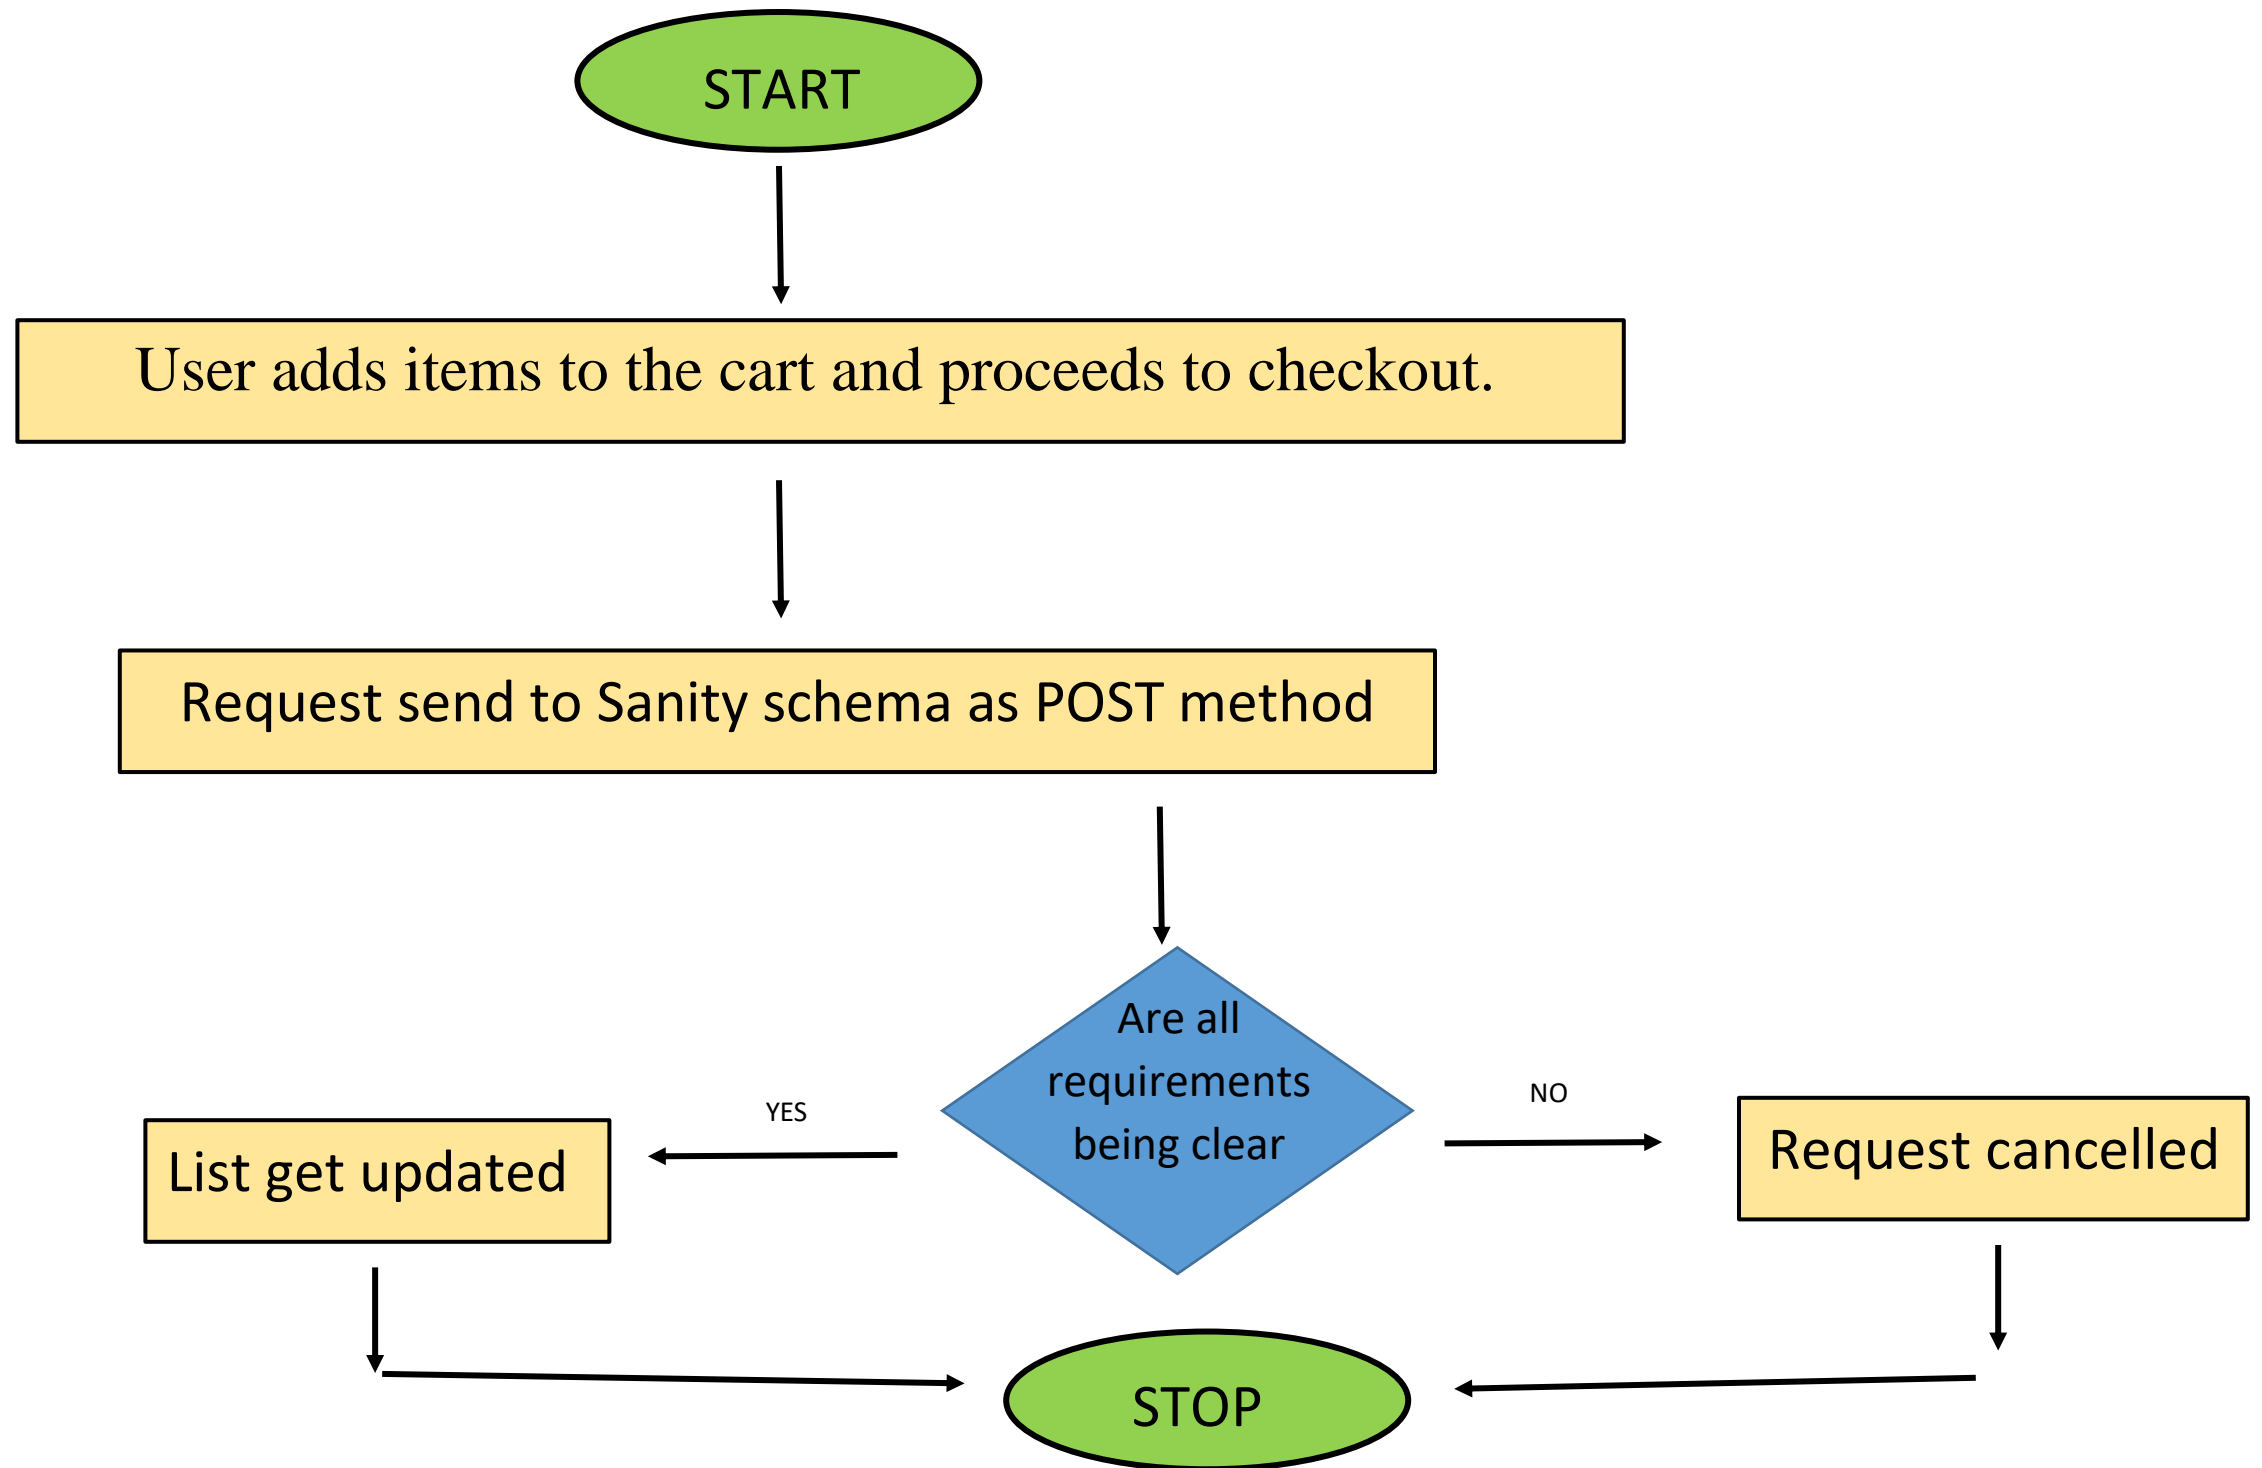 START
User adds items to the cart and proceeds to checkout.
Request send to Sanity schema as POST method
Are all
requirements
being clear
YES
NO
List get updated
Request cancelled
STOP